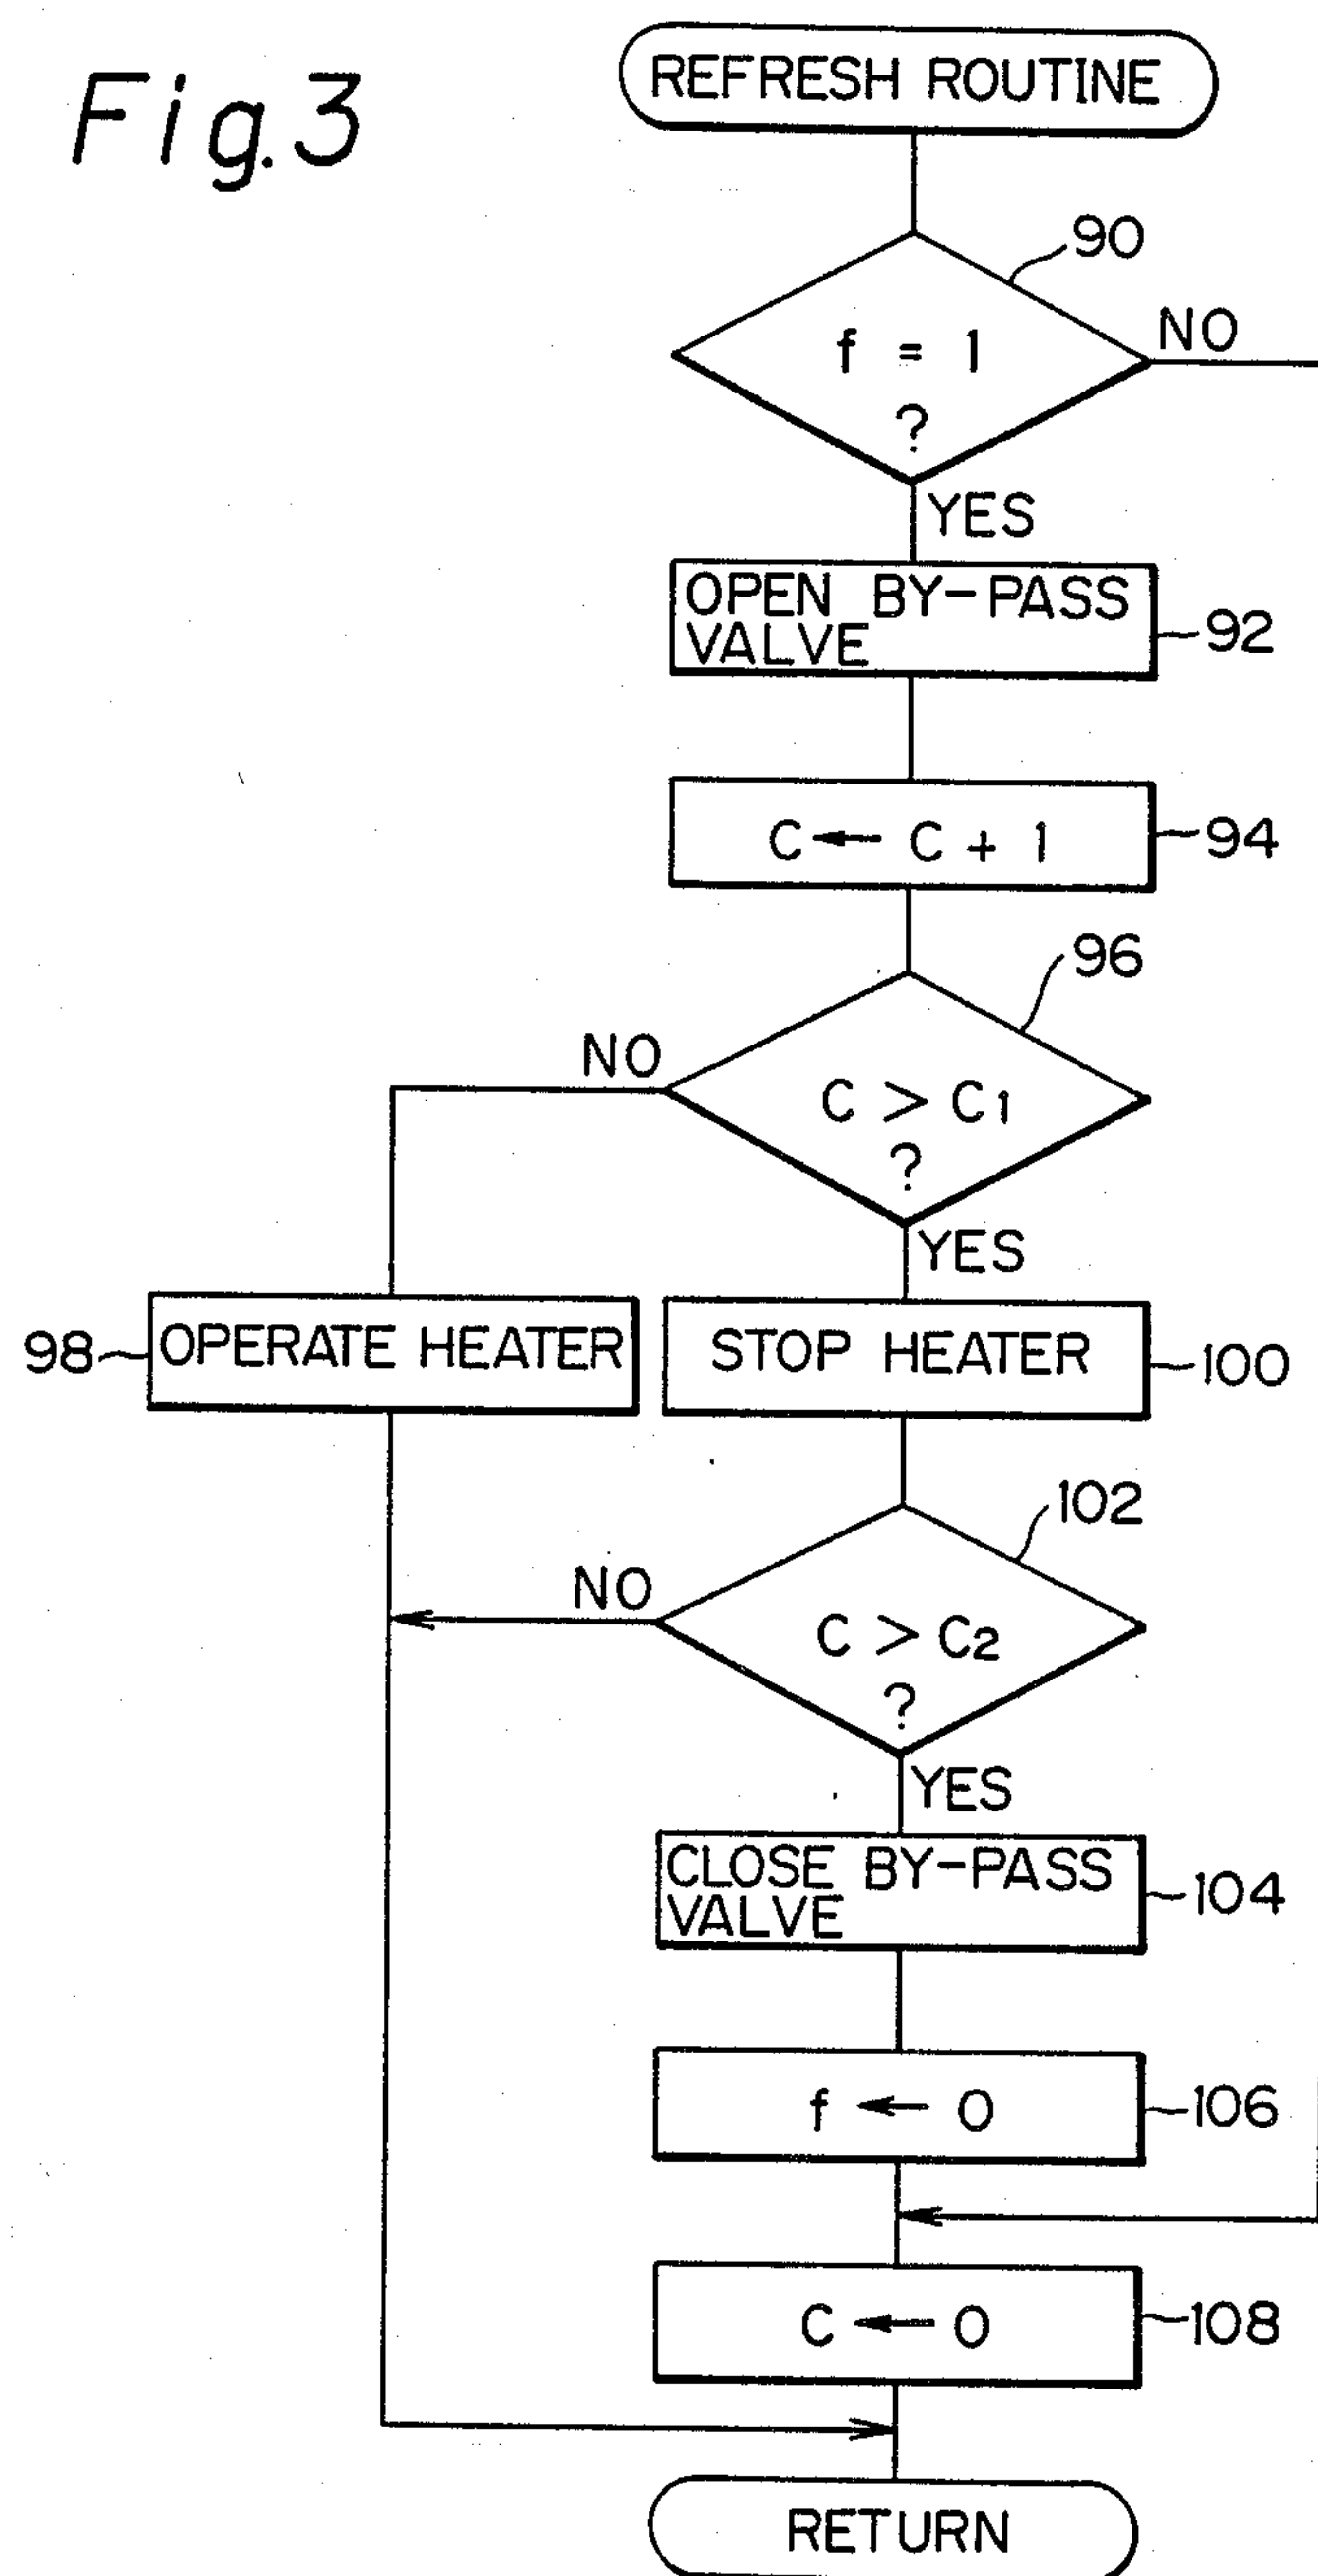 Fig.3
REFRESH ROUTINE
90
f = 1
?
NO
YES
OPEN BY-PASS
VALVE
92
C ← C + 1
94
96
NO
C > C1
?
YES
98
OPERATE HEATER
STOP HEATER
100
102
NO
C > C2
?
YES
CLOSE BY-PASS
VALVE
104
f ← 0
106
C ← 0
108
RETURN